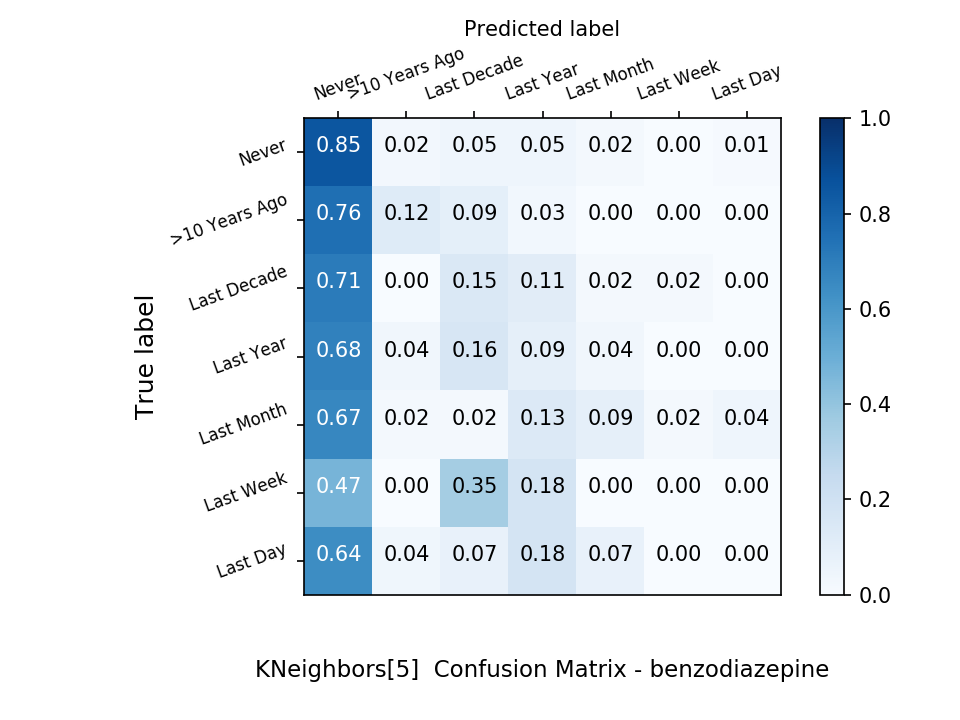 Predicted label
Never >10 Years Ago Last Decade Last Year Last Month Last Week Last Day
Never 0.85 0.02 0.05 0.05 0.02 0.00 0.01
>10 Years Ago 0.76 0.12 0.09 0.03 0.00 0.00 0.00
Last Decade 0.71 0.00 0.15 0.11 0.02 0.02 0.00
Last Year 0.68 0.04 0.16 0.09 0.04 0.00 0.00
Last Month 0.67 0.02 0.02 0.13 0.09 0.02 0.04
Last Week 0.47 0.00 0.35 0.18 0.00 0.00 0.00
Last Day 0.64 0.04 0.07 0.18 0.07 0.00 0.00
True label
1.0
0.8
0.6
0.4
0.2
0.0
KNeighbors[5]  Confusion Matrix - benzodiazepine